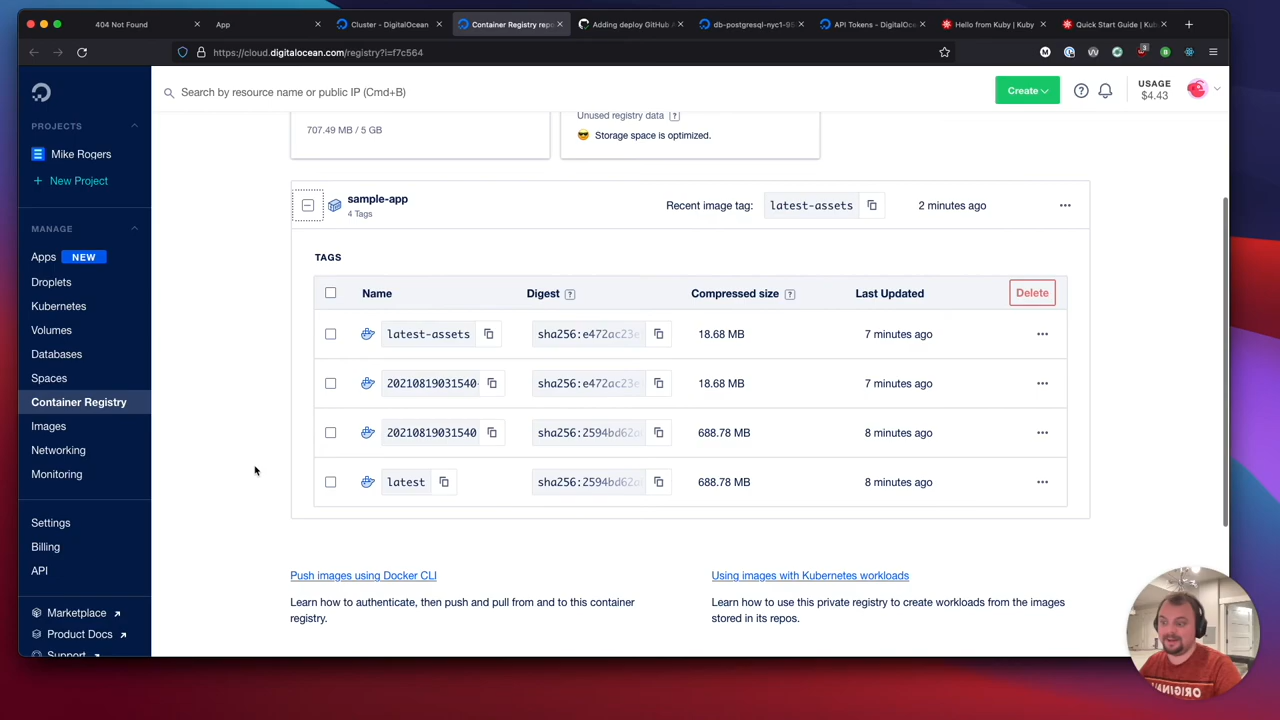 404 Not Found
App
Cluster - DigitalOcean
Container Registry repo
Adding deploy GitHub A
db-postgresql-nyc1-95
API Tokens - DigitalOce
Hello from Kuby | Kuby
Quick Start Guide | Kub
https://cloud.digitalocean.com/registry?i=f7c564
3
Search by resource name or public IP (Cmd+B)
Create
USAGE
$4.43
PROJECTS
Mike Rogers
+ New Project
MANAGE
Apps NEW
Droplets
Kubernetes
Volumes
Databases
Spaces
Container Registry
Images
Networking
Monitoring
Settings
Billing
API
Marketplace
Product Docs
Support
707.49 MB / 5 GB
Unused registry data ?
Storage space is optimized.
sample-app
4 Tags
Recent image tag: latest-assets 2 minutes ago
TAGS
Name Digest ? Compressed size ? Last Updated Delete
latest-assets sha256:e472ac23e 18.68 MB 7 minutes ago
20210819031540- sha256:e472ac23e 18.68 MB 7 minutes ago
20210819031540 sha256:2594bd62a 688.78 MB 8 minutes ago
latest sha256:2594bd62a 688.78 MB 8 minutes ago
Push images using Docker CLI
Learn how to authenticate, then push and pull from and to this container
registry.
Using images with Kubernetes workloads
Learn how to use this private registry to create workloads from the images
stored in its repos.